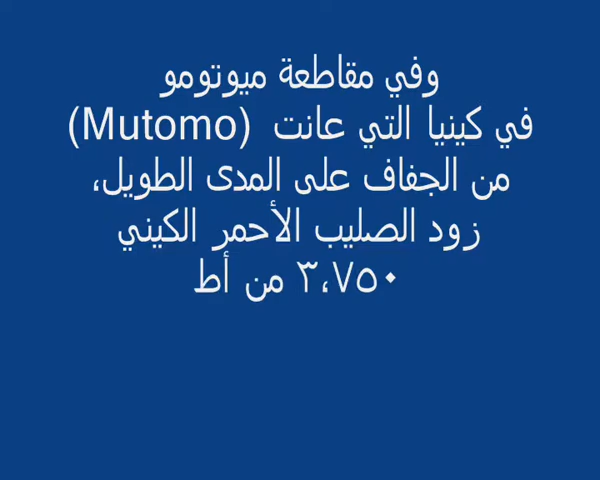 وفي مقاطعة ميوتومو
(Mutomo) في كينيا التي عانت
من الجفاف على المدى الطويل،
زود الصليب الأحمر الكيني
٣،٧٥٠ من أط